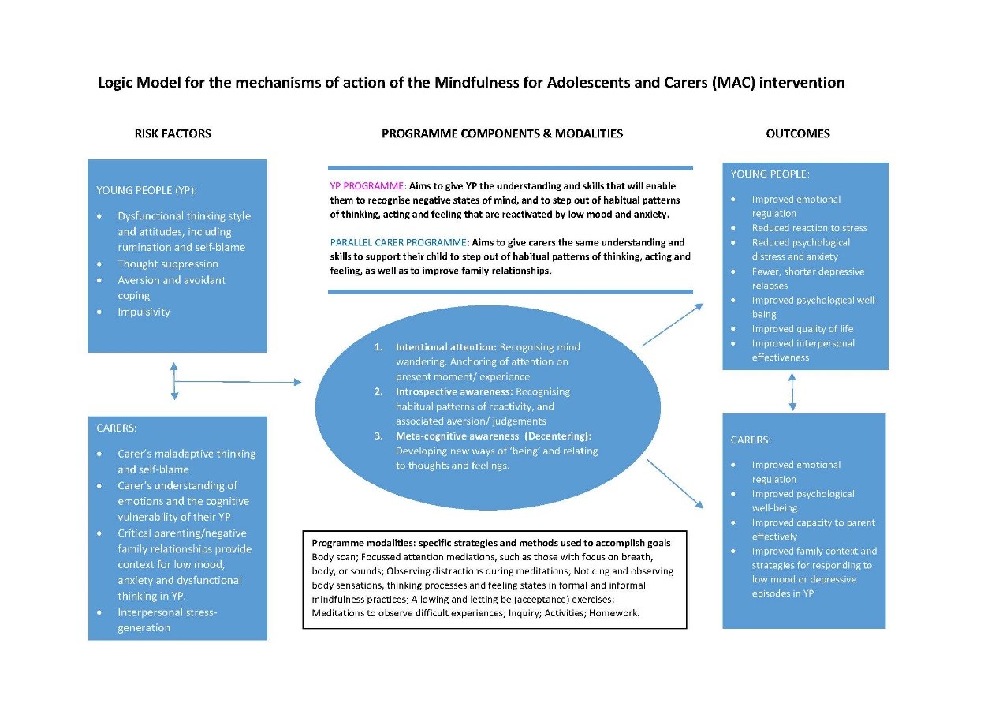 Logic Model for the mechanisms of action of the Mindfulness for Adolescents and Carers (MAC) intervention
RISK FACTORS
YOUNG PEOPLE (YP):
• Dysfunctional thinking style
and attitudes, including
rumination and self-blame
• Thought suppression
• Aversion and avoidant
coping
• Impulsivity
CARERS:
• Carer's maladaptive thinking
and self-blame
• Carer's understanding of
emotions and the cognitive
vulnerability of their YP
• Critical parenting/negative
family relationships provide
context for low mood,
anxiety and dysfunctional
thinking in YP.
• Interpersonal stress-
generation
PROGRAMME COMPONENTS & MODALITIES
YP PROGRAMME: Aims to give YP the understanding and skills that will enable
them to recognise negative states of mind, and to step out of habitual patterns
of thinking, acting and feeling that are reactivated by low mood and anxiety.
PARALLEL CARER PROGRAMME: Aims to give carers the same understanding and
skills to support their child to step out of habitual patterns of thinking, acting and
feeling, as well as to improve family relationships.
1. Intentional attention: Recognising mind
wandering. Anchoring of attention on
present moment/ experience
2. Introspective awareness: Recognising
habitual patterns of reactivity, and
associated aversion/ judgements
3. Meta-cognitive awareness (Decentering):
Developing new ways of 'being' and relating
to thoughts and feelings.
Programme modalities: specific strategies and methods used to accomplish goals
Body scan; Focussed attention mediations, such as those with focus on breath,
body, or sounds; Observing distractions during meditations; Noticing and observing
body sensations, thinking processes and feeling states in formal and informal
mindfulness practices; Allowing and letting be (acceptance) exercises;
Meditations to observe difficult experiences; Inquiry; Activities; Homework.
OUTCOMES
YOUNG PEOPLE:
• Improved emotional
regulation
• Reduced reaction to stress
• Reduced psychological
distress and anxiety
• Fewer, shorter depressive
relapses
• Improved psychological well-
being
• Improved quality of life
• Improved interpersonal
effectiveness
CARERS:
• Improved emotional
regulation
• Improved psychological
well-being
• Improved capacity to parent
effectively
• Improved family context and
strategies for responding to
low mood or depressive
episodes in YP